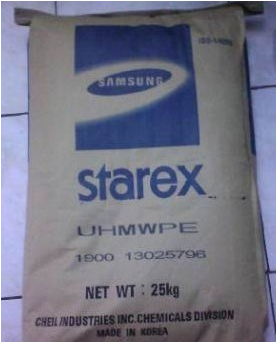 SAMSUNG
starex
UHMWPE
1900 13025796
NET WT : 25kg
CHEIL INDUSTRIES INC. CHEMICALS DIVISION
MADE IN KOREA